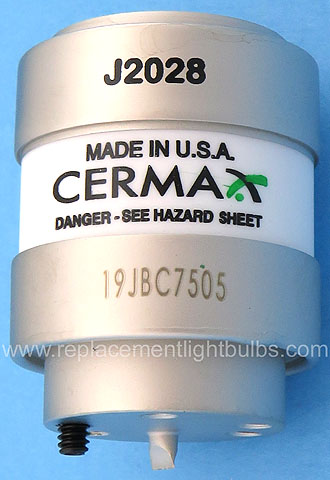 J2028
MADE IN U.S.A.
CERMAX
DANGER - SEE HAZARD SHEET
19JBC7505
www.replacementlightbulbs.com